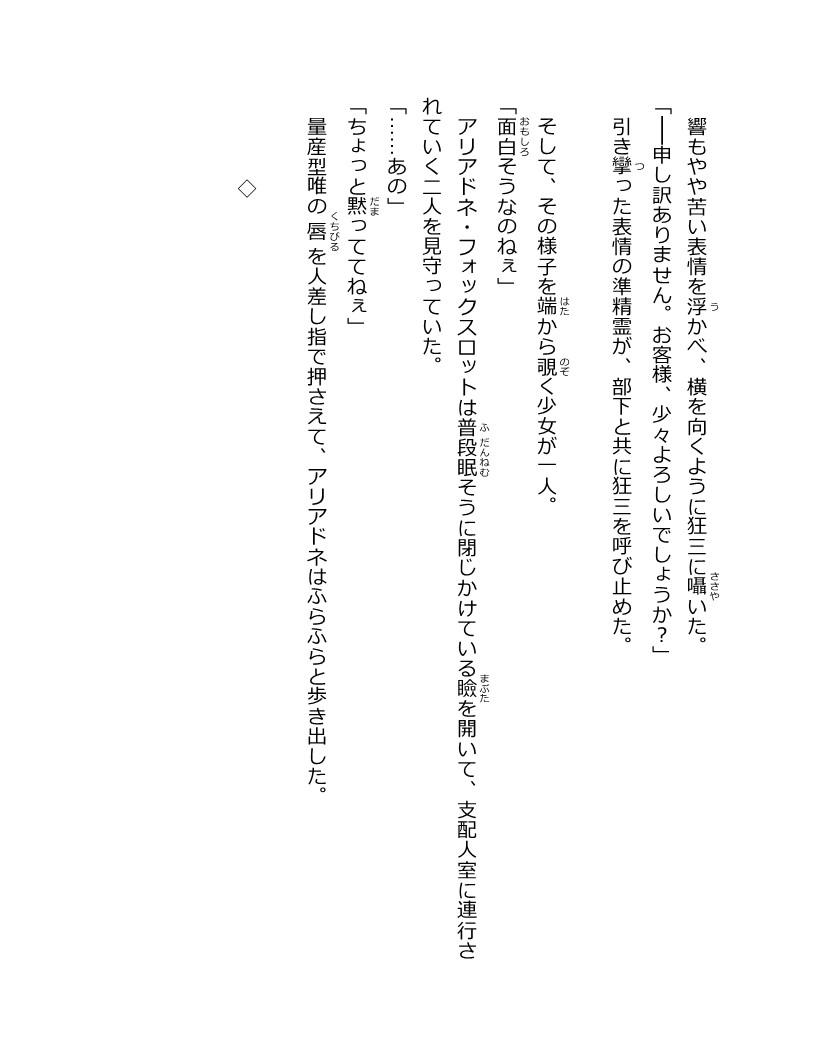 響もやや苦い表情を浮かべ、横を向くように狂三に囁いた。
「――申し訳ありません。お客様、少々よろしいでしょうか？」
引き攣った表情の準精霊が、部下と共に狂三を呼び止めた。
そして、その様子を端から覗く少女が一人。
「面白そうなのねぇ」
アリアドネ・フォックスロットは普段眠そうに閉じかけている瞼を開いて、支配人室に連行さ
れていく二人を見守っていた。
「……あの」
「ちょっと黙っててねぇ」
量産型唯の唇を人差し指で押さえて、アリアドネはふらふらと歩き出した。
◇